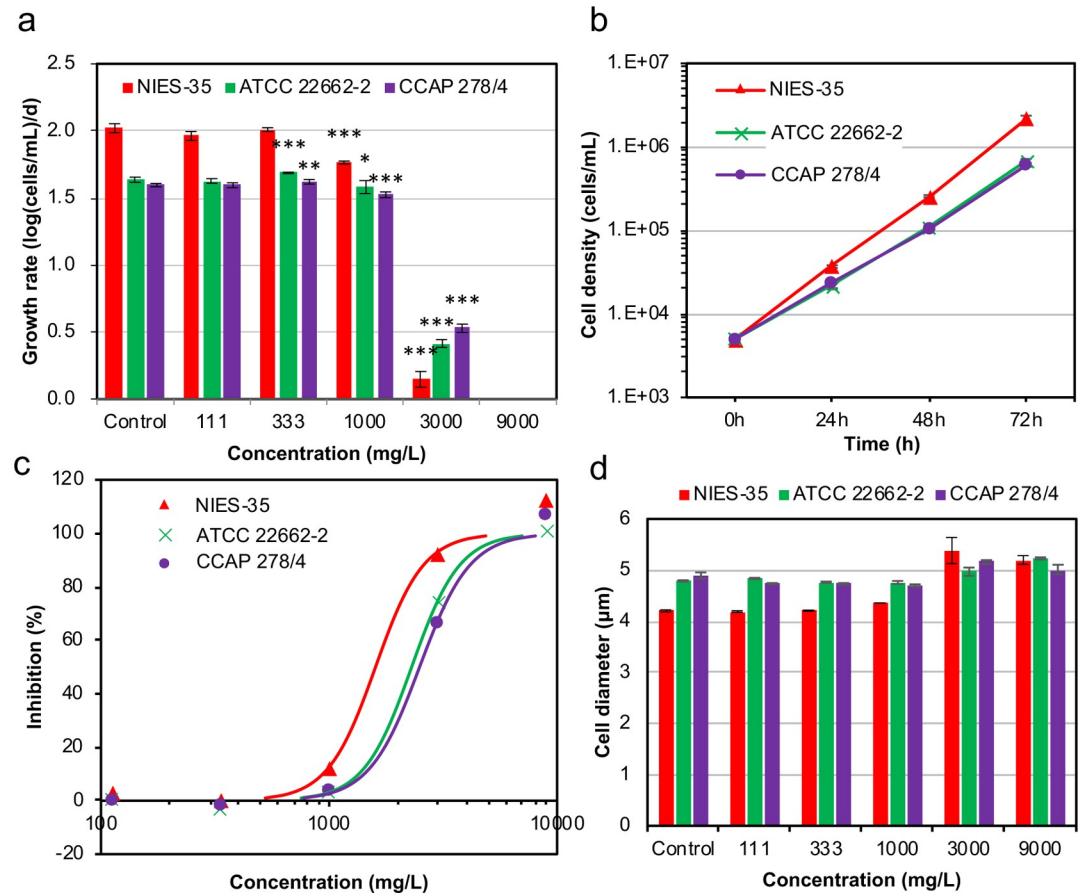 a
2.5
NIES-35 ATCC 22662-2 CCAP 278/4
2.0
1.5
1.0
0.5
0.0
*** ** *** * *** *** *** ***
Growth rate (log(cells/mL)/d)
Control 111 333 1000 3000 9000
Concentration (mg/L)
b
1.E+07
1.E+06
1.E+05
1.E+04
1.E+03
NIES-35
ATCC 22662-2
CCAP 278/4
Cell density (cells/mL)
0h 24h 48h 72h
Time (h)
c
120
100
80
60
40
20
0
-20
NIES-35
ATCC 22662-2
CCAP 278/4
Inhibition (%)
100 1000 10000
Concentration (mg/L)
d
NIES-35 ATCC 22662-2 CCAP 278/4
6
5
4
3
2
1
0
Cell diameter (μm)
Control 111 333 1000 3000 9000
Concentration (mg/L)